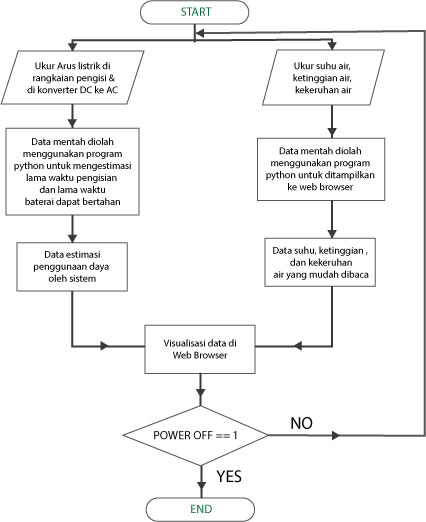 START
Ukur Arus listrik di
rangkaian pengisi &
di konverter DC ke AC
Ukur suhu air,
ketinggian air,
kekeruhan air
Data mentah diolah
menggunakan program
python untuk mengestimasi
lama waktu pengisian
dan lama waktu
baterai dapat bertahan
Data mentah diolah
menggunakan program
python untuk ditampilkan
ke web browser
Data estimasi
penggunaan daya
oleh sistem
Data suhu, ketinggian ,
dan kekeruhan
air yang mudah dibaca
Visualisasi data di
Web Browser
POWER OFF == 1
NO
YES
END